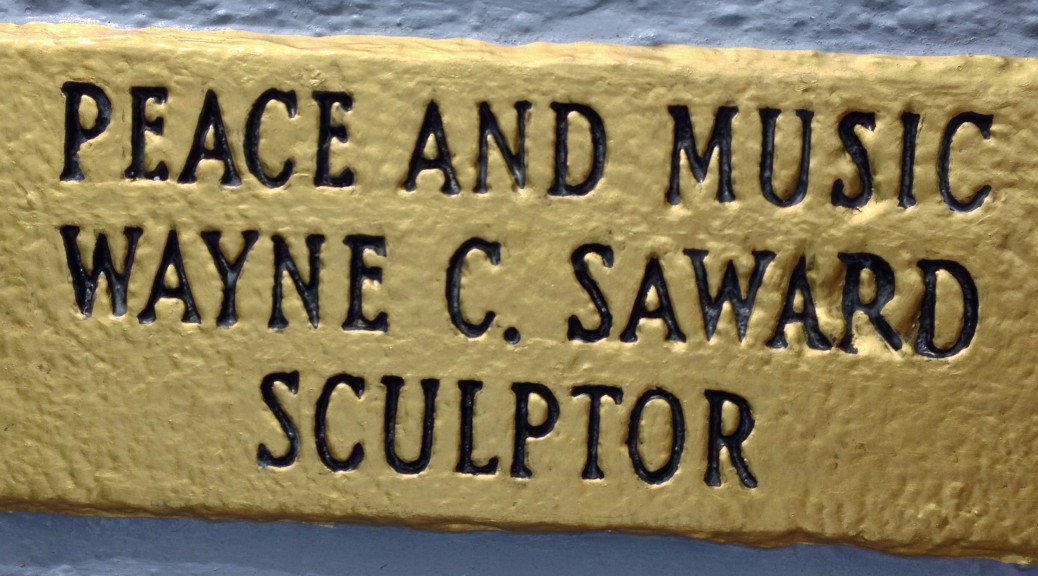 PEACE AND MUSIC
WAYNE C. SAWARD
SCULPTOR